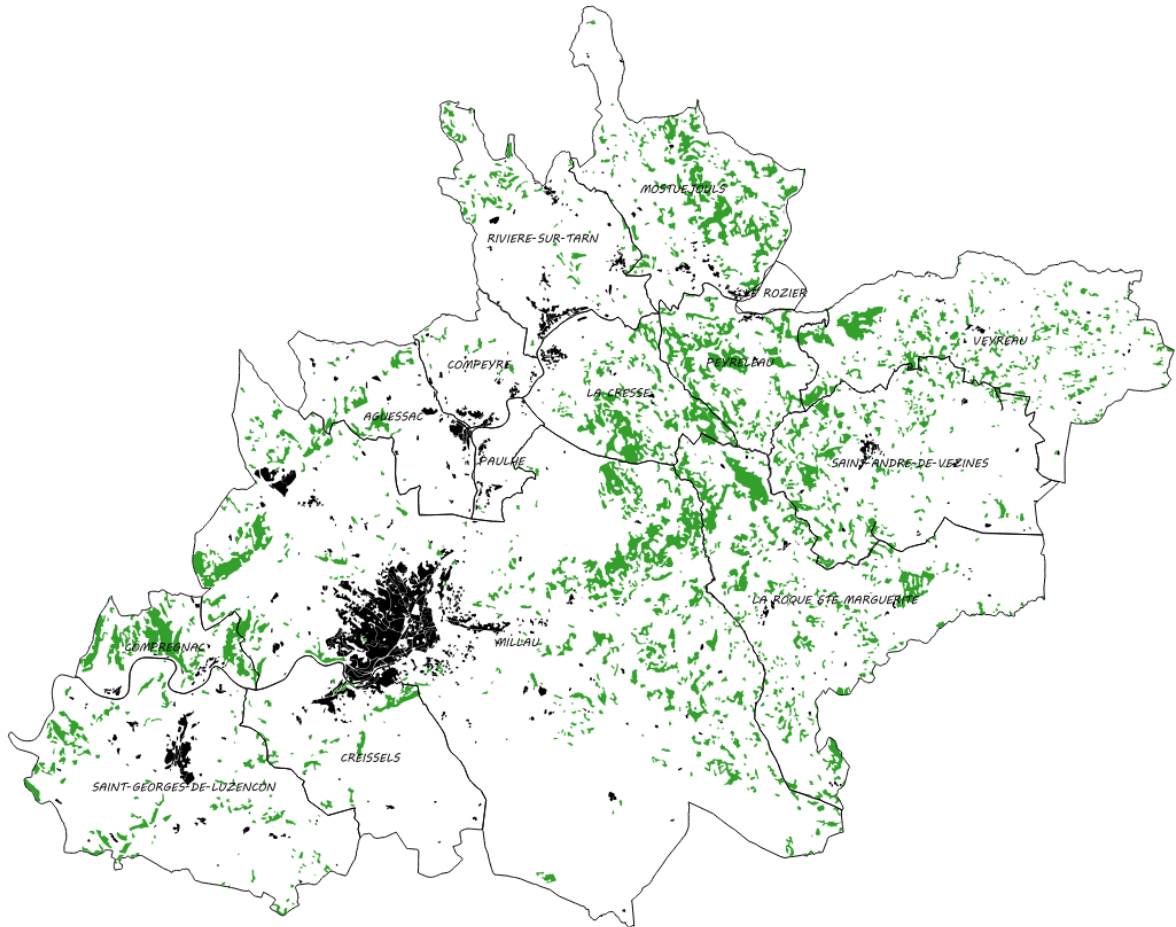 MOSTUEJOULS
RIVIERE-SUR-TARN
LE ROZIER
VEYREAU
COMPEYRE
PEYRELEAU
LA CRESSE
AGUESSAC
PAULHE
SAINT-ANDRE-DE-VEZINES
LA ROQUE STE MARGUERITE
MILLAU
COMPREGNAC
CREISSELS
SAINT-GEORGES-DE-LUZENCON